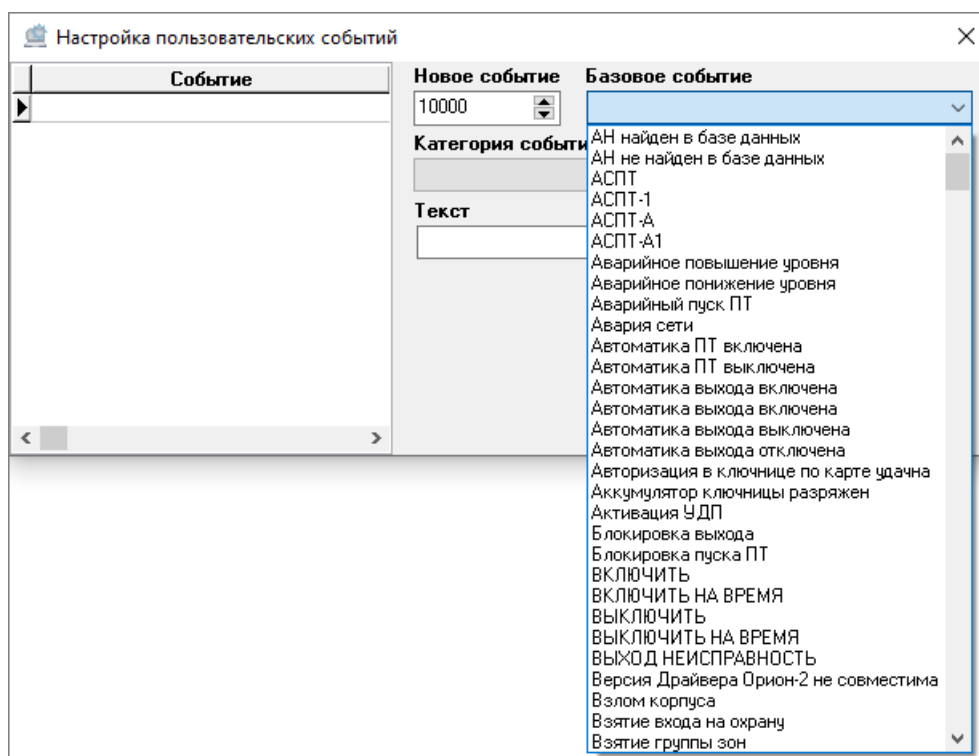 Настройка пользовательских событий
Событие
Новое событие
Базовое событие
10000
Категория событи
Текст
АН найден в базе данных
АН не найден в базе данных
АСПТ
АСПТ-1
АСПТ-А
АСПТ-А1
Аварийное повышение уровня
Аварийное понижение уровня
Аварийный пуск ПТ
Авария сети
Автоматика ПТ включена
Автоматика ПТ выключена
Автоматика выхода включена
Автоматика выхода включена
Автоматика выхода выключена
Автоматика выхода отключена
Авторизация в ключнице по карте удачна
Аккумулятор ключницы разряжен
Активация УДП
Блокировка выхода
Блокировка пуска ПТ
ВКЛЮЧИТЬ
ВКЛЮЧИТЬ НА ВРЕМЯ
ВЫКЛЮЧИТЬ
ВЫКЛЮЧИТЬ НА ВРЕМЯ
ВЫХОД НЕИСПРАВНОСТЬ
Версия Драйвера Орион-2 не совместима
Взлом корпуса
Взятие входа на охрану
Взятие группы зон